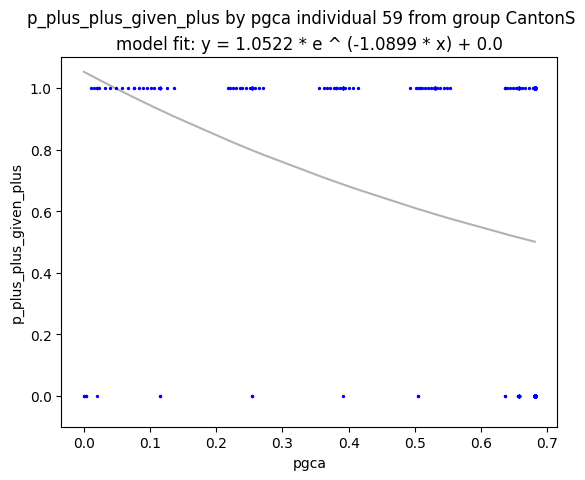 p_plus_plus_given_plus by pgca individual 59 from group CantonS
model fit: y = 1.0522 * e ^ (-1.0899 * x) + 0.0
p_plus_plus_given_plus
1.0
0.8
0.6
0.4
0.2
0.0
0.0 0.1 0.2 0.3 0.4 0.5 0.6 0.7
pgca